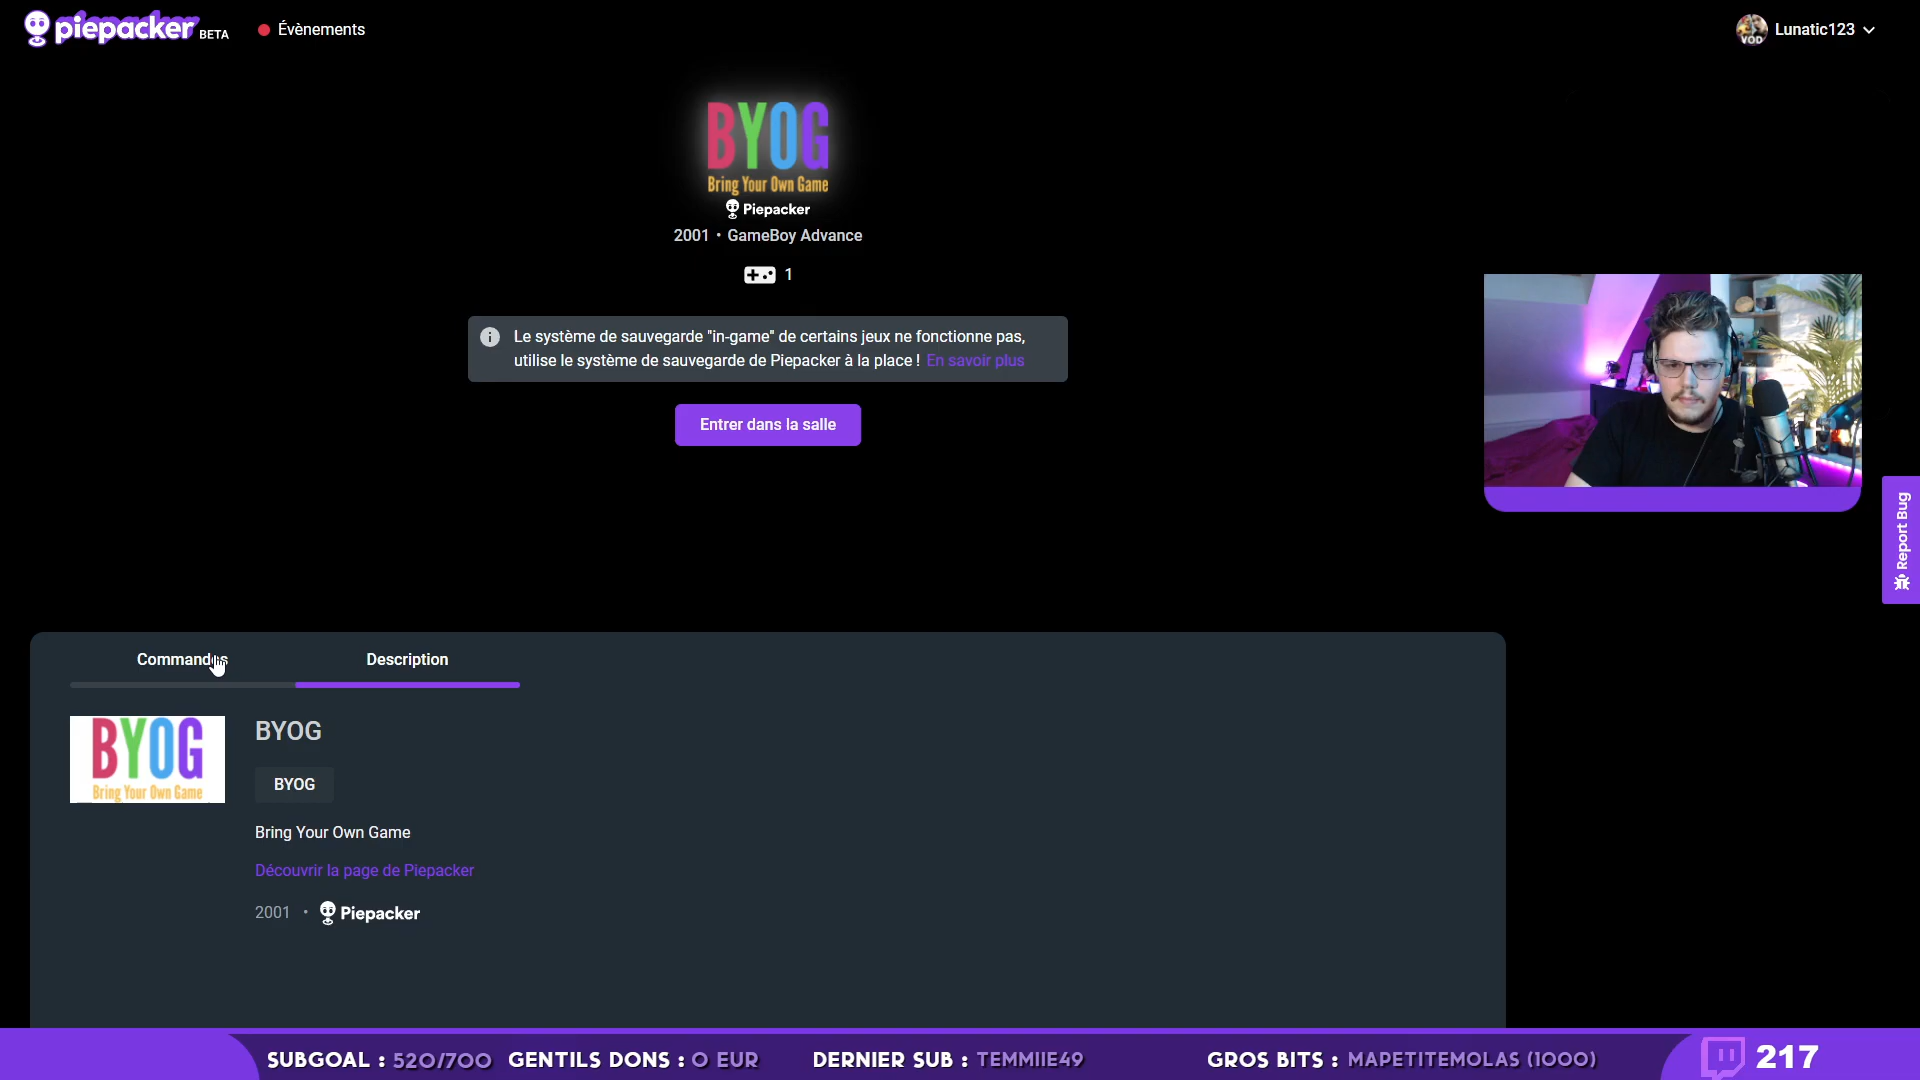 piepacker BETA
Évènements
Lunatic123
VOD
BYOG
Bring Your Own Game
Piepacker
2001 • GameBoy Advance
1
Le système de sauvegarde "in-game" de certains jeux ne fonctionne pas,
utilise le système de sauvegarde de Piepacker à la place ! En savoir plus
Entrer dans la salle
Report Bug
Commandes
Description
BYOG
Bring Your Own Game
BYOG
BYOG
Bring Your Own Game
Découvrir la page de Piepacker
2001 • Piepacker
SUBGOAL : 520/700 GENTILS DONS : 0 EUR DERNIER SUB : TEMMIIE49 GROS BITS : MAPETITEMOLAS (1000) 217